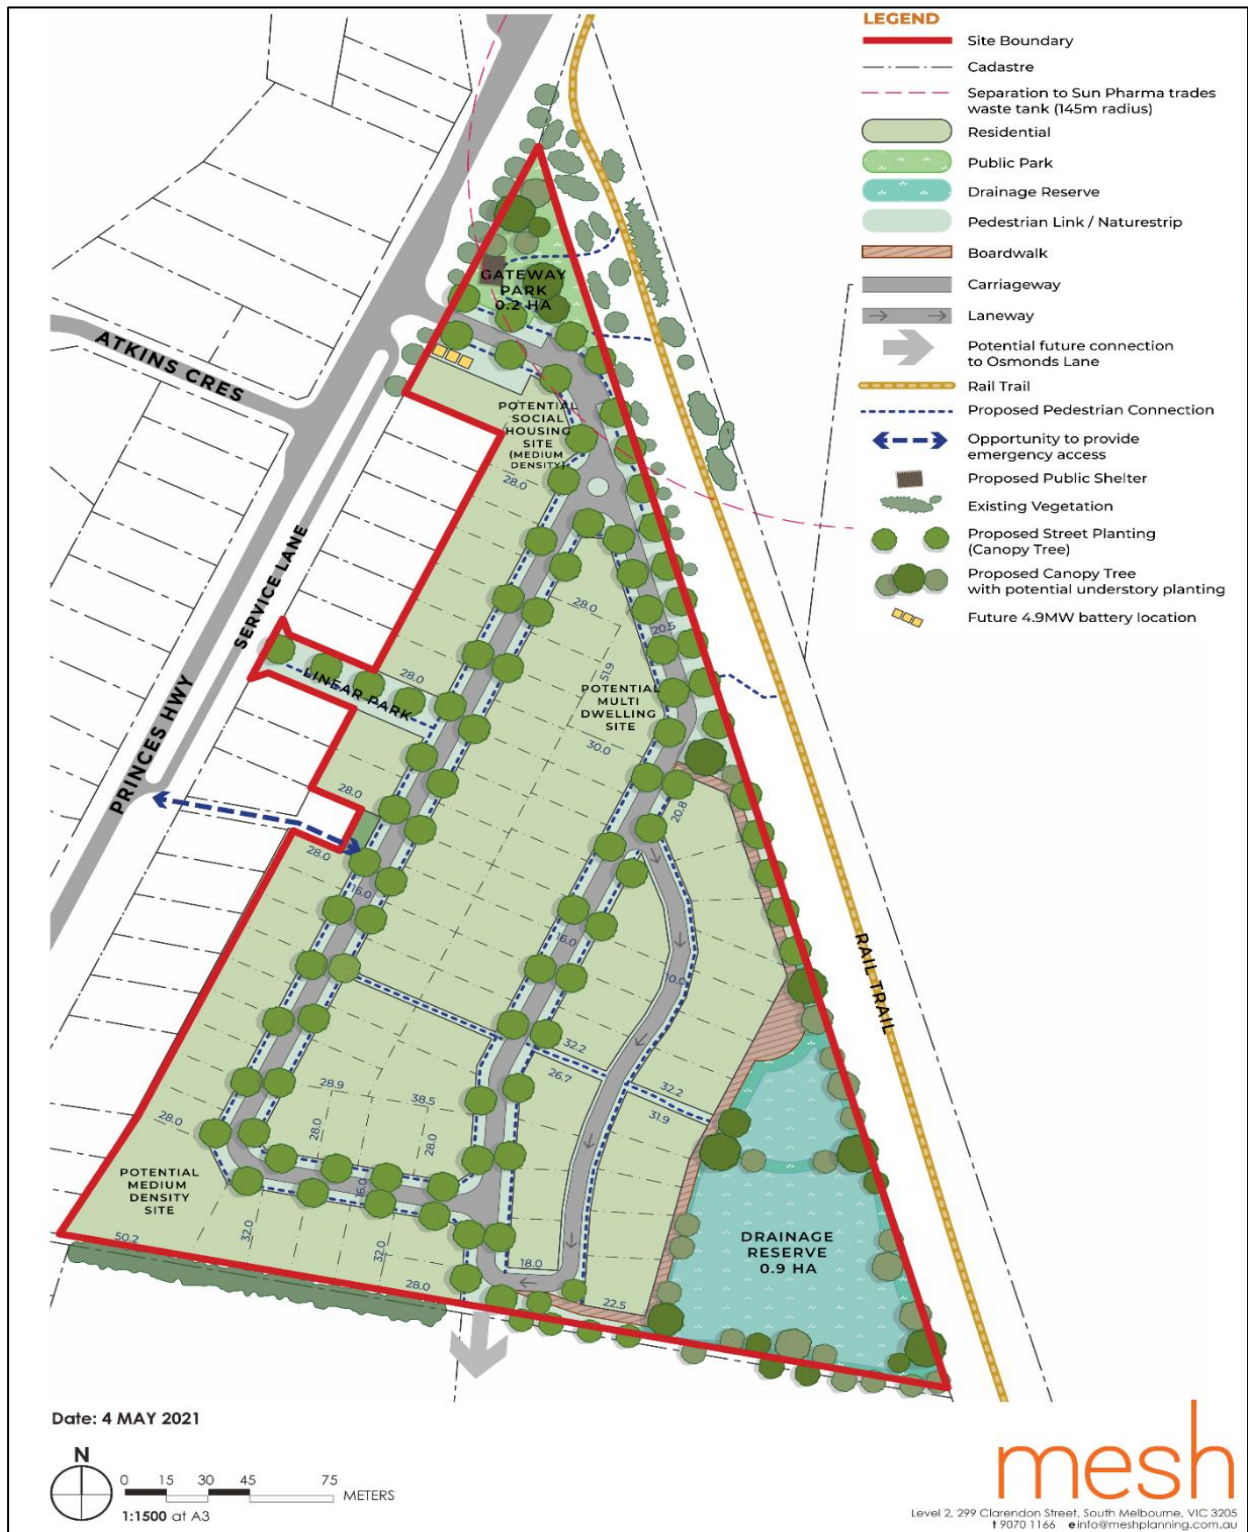 LEGEND
Site Boundary
Cadastre
Separation to Sun Pharma trades
waste tank (145m radius)
Residential
Public Park
Drainage Reserve
Pedestrian Link / Naturestrip
Boardwalk
Carriageway
Laneway
Potential future connection
to Osmonds Lane
Rail Trail
Proposed Pedestrian Connection
Opportunity to provide
emergency access
Proposed Public Shelter
Existing Vegetation
Proposed Street Planting
(Canopy Tree)
Proposed Canopy Tree
with potential understory planting
Future 4.9MW battery location
GATEWAY
PARK
0.2 HA
ATKINS CRES
POTENTIAL
SOCIAL
HOUSING
SITE
(MEDIUM
DENSITY)
28.0
SERVICE LANE
28.0
20.5
51.9
28.0
LINEAR PARK
POTENTIAL
MULTI
DWELLING
SITE
PRINCES HWY
30.0
28.0
20.8
28.0
16.0
16.0
10.0
RAIL TRAIL
32.2
26.7
32.2
31.9
28.9
38.5
28.0
28.0
28.0
POTENTIAL
MEDIUM
DENSITY
SITE
16.0
50.2
32.0
32.0
28.0
18.0
22.5
DRAINAGE
RESERVE
0.9 HA
Date: 4 MAY 2021
N
0 15 30 45 75
METERS
1:1500 at A3
mesh
Level 2, 299 Clarendon Street, South Melbourne, VIC 3205
t 9070 1166 e info@meshplanning.com.au